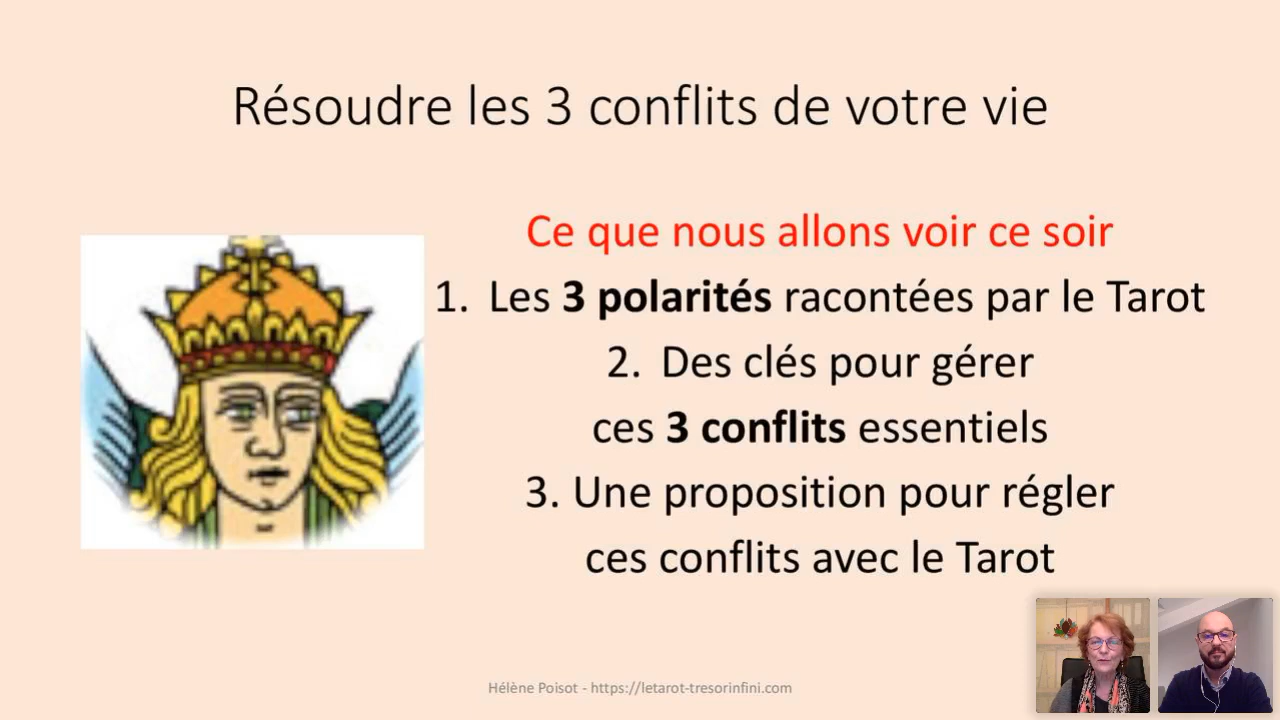 Résoudre les 3 conflits de votre vie
Ce que nous allons voir ce soir
1. Les 3 polarités racontées par le Tarot
2. Des clés pour gérer
ces 3 conflits essentiels
3. Une proposition pour régler
ces conflits avec le Tarot
Hélène Poisot - https://letarot-tresorinfini.com